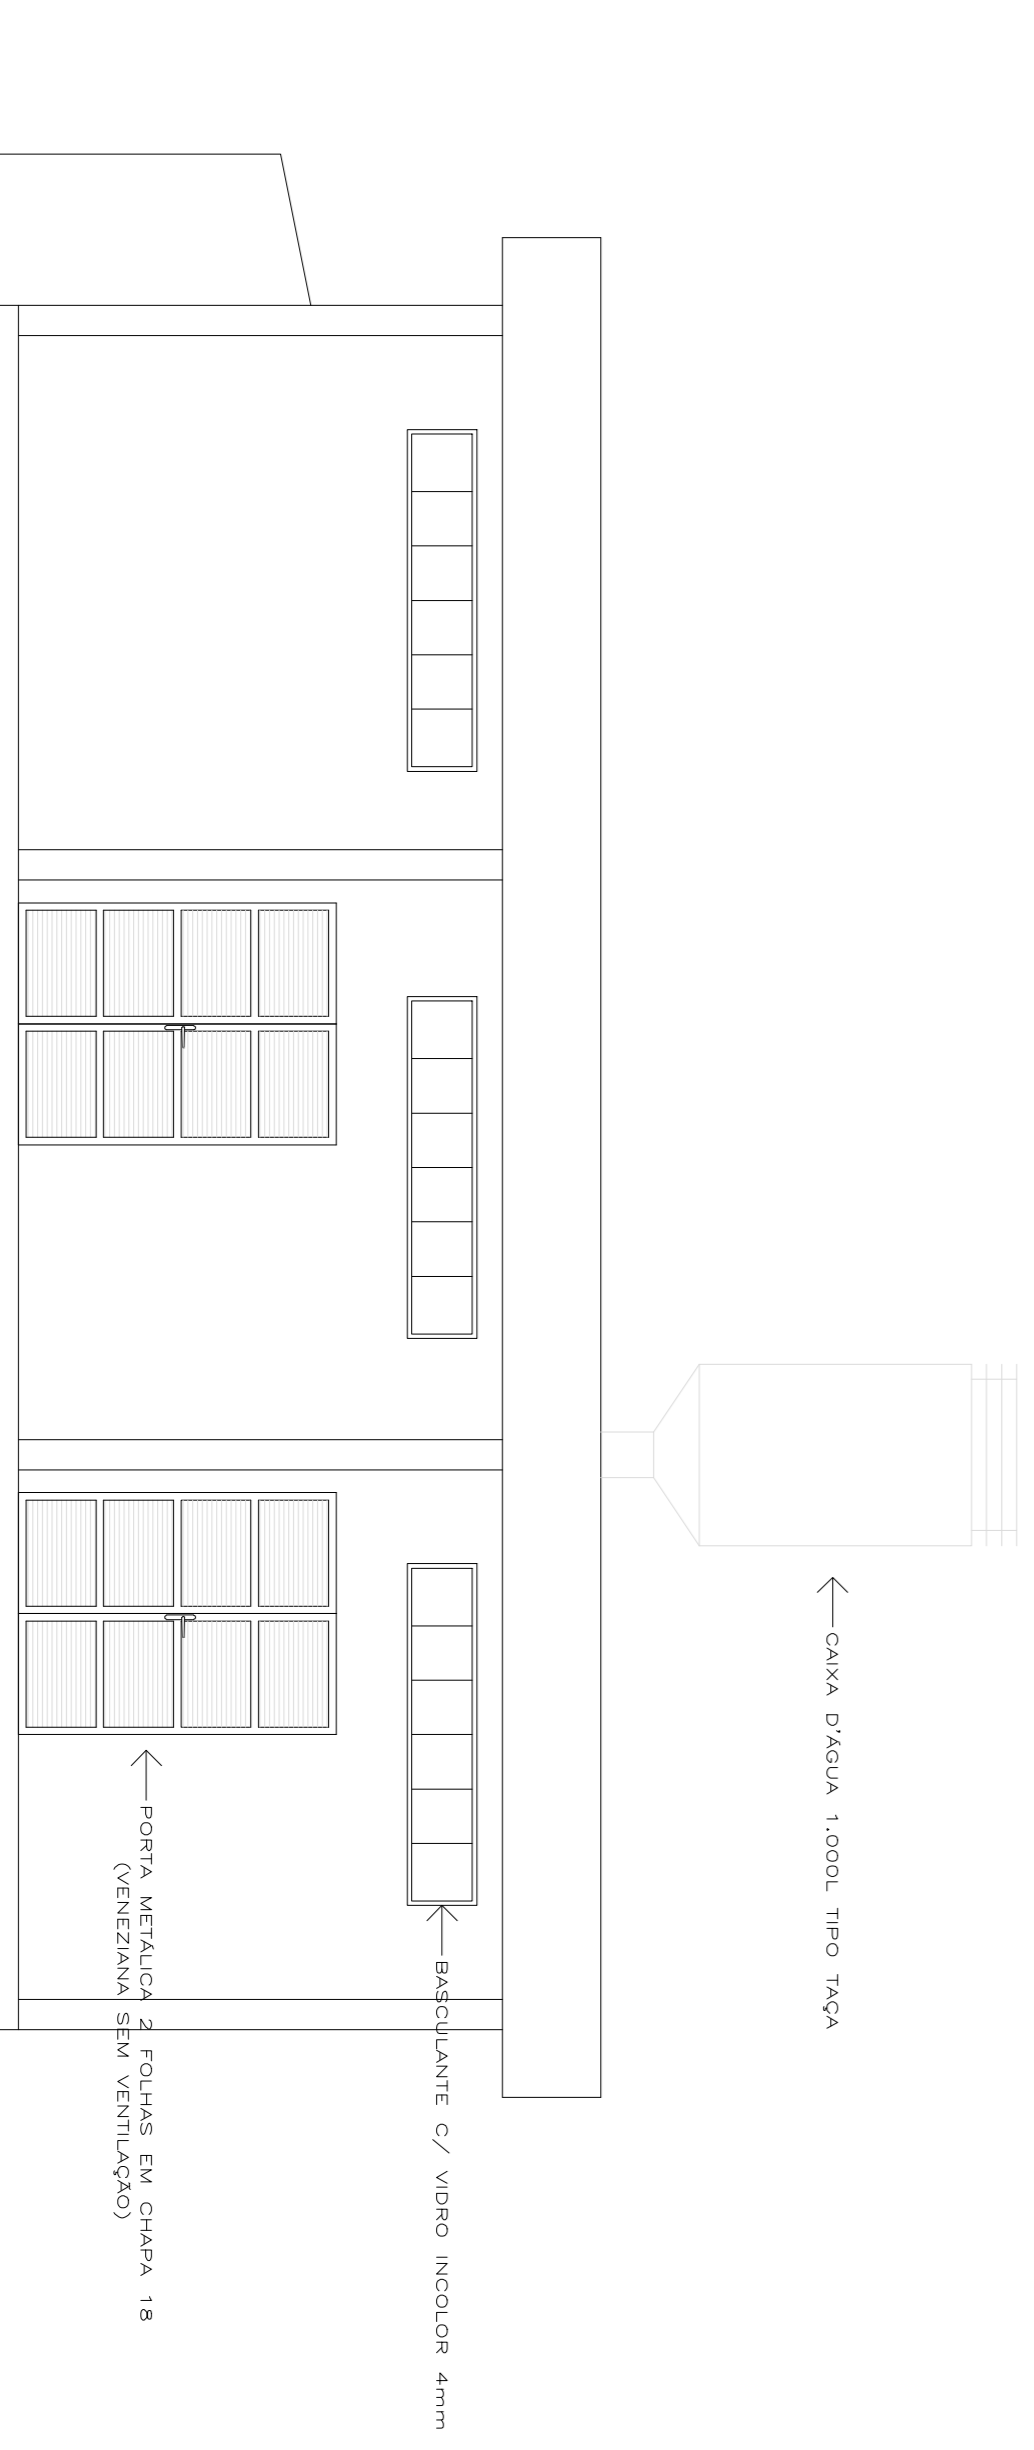 CAIXA D'ÁGUA 1.000L TIPO TAÇA
BASCULANTE C/ VIDRO INCOLOR 4mm
PORTA METÁLICA 2 FOLHAS EM CHAPA 18
(VENEZIANA SEM VENTILAÇÃO)